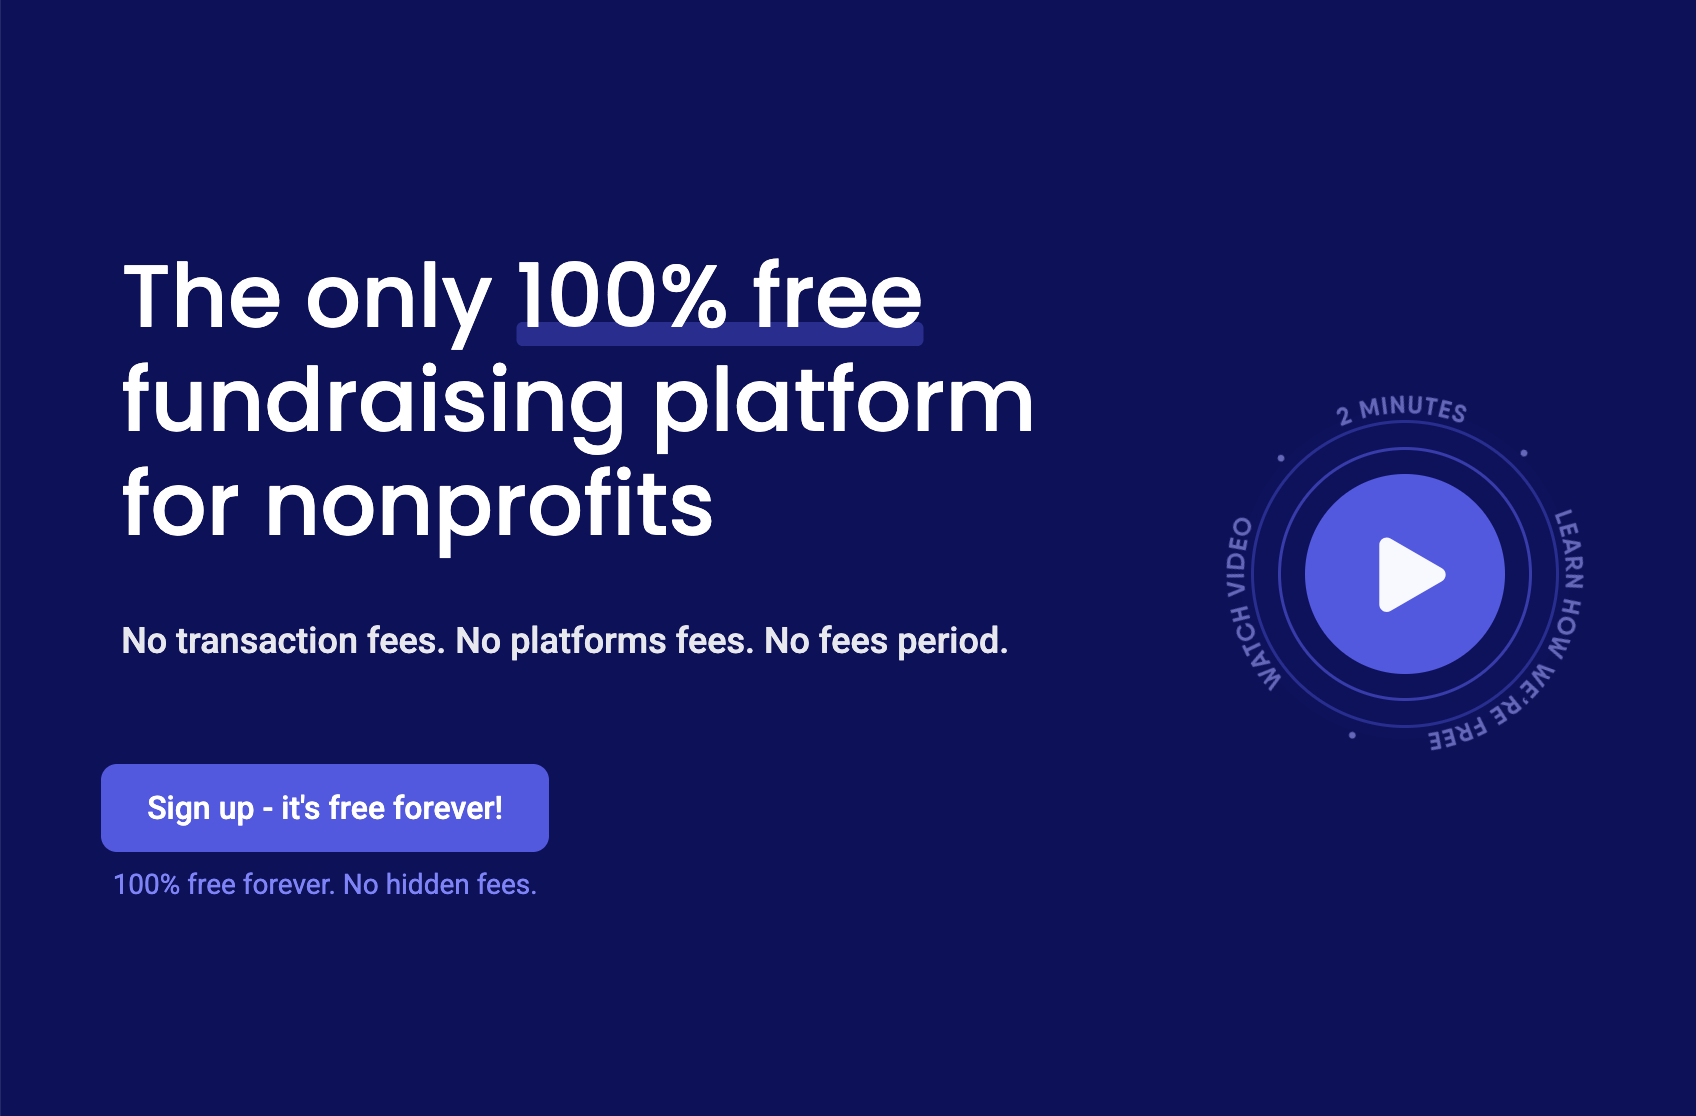 The only 100% free
fundraising platform
for nonprofits
No transaction fees. No platforms fees. No fees period.
Sign up - it's free forever!
100% free forever. No hidden fees.
2 MINUTES
LEARN HOW WE'RE FREE
WATCH VIDEO